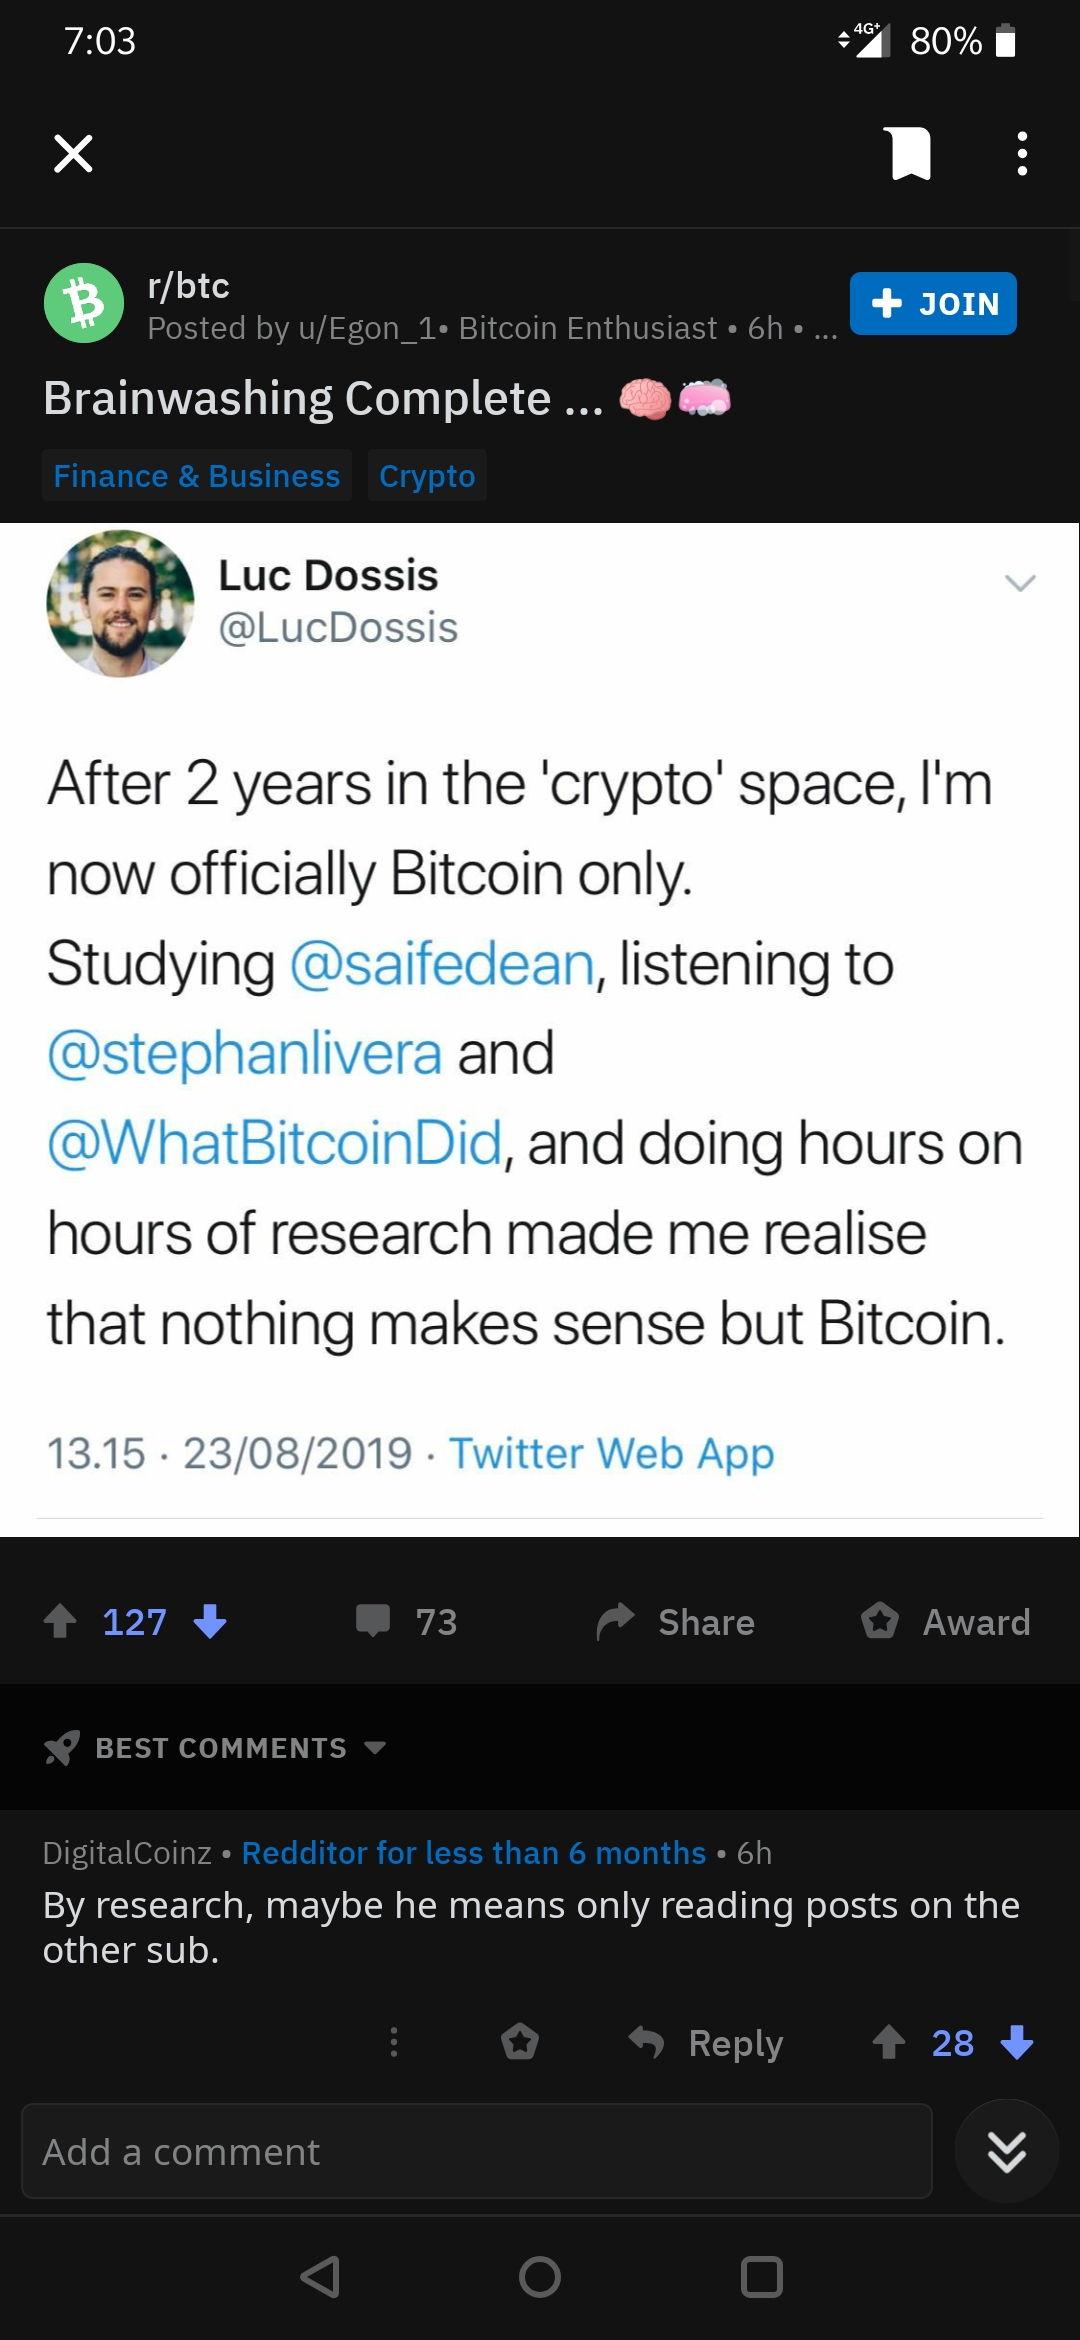 7:03
4G+ 80%
r/btc
Posted by u/Egon_1• Bitcoin Enthusiast • 6h • ...
JOIN
Brainwashing Complete ... 🧠🧼
Finance & Business Crypto
Luc Dossis
@LucDossis
After 2 years in the 'crypto' space, I'm
now officially Bitcoin only.
Studying @saifedean, listening to
@stephanlivera and
@WhatBitcoinDid, and doing hours on
hours of research made me realise
that nothing makes sense but Bitcoin.
13.15 · 23/08/2019 · Twitter Web App
127 73 Share Award
BEST COMMENTS
DigitalCoinz • Redditor for less than 6 months • 6h
By research, maybe he means only reading posts on the
other sub.
Reply 28
Add a comment